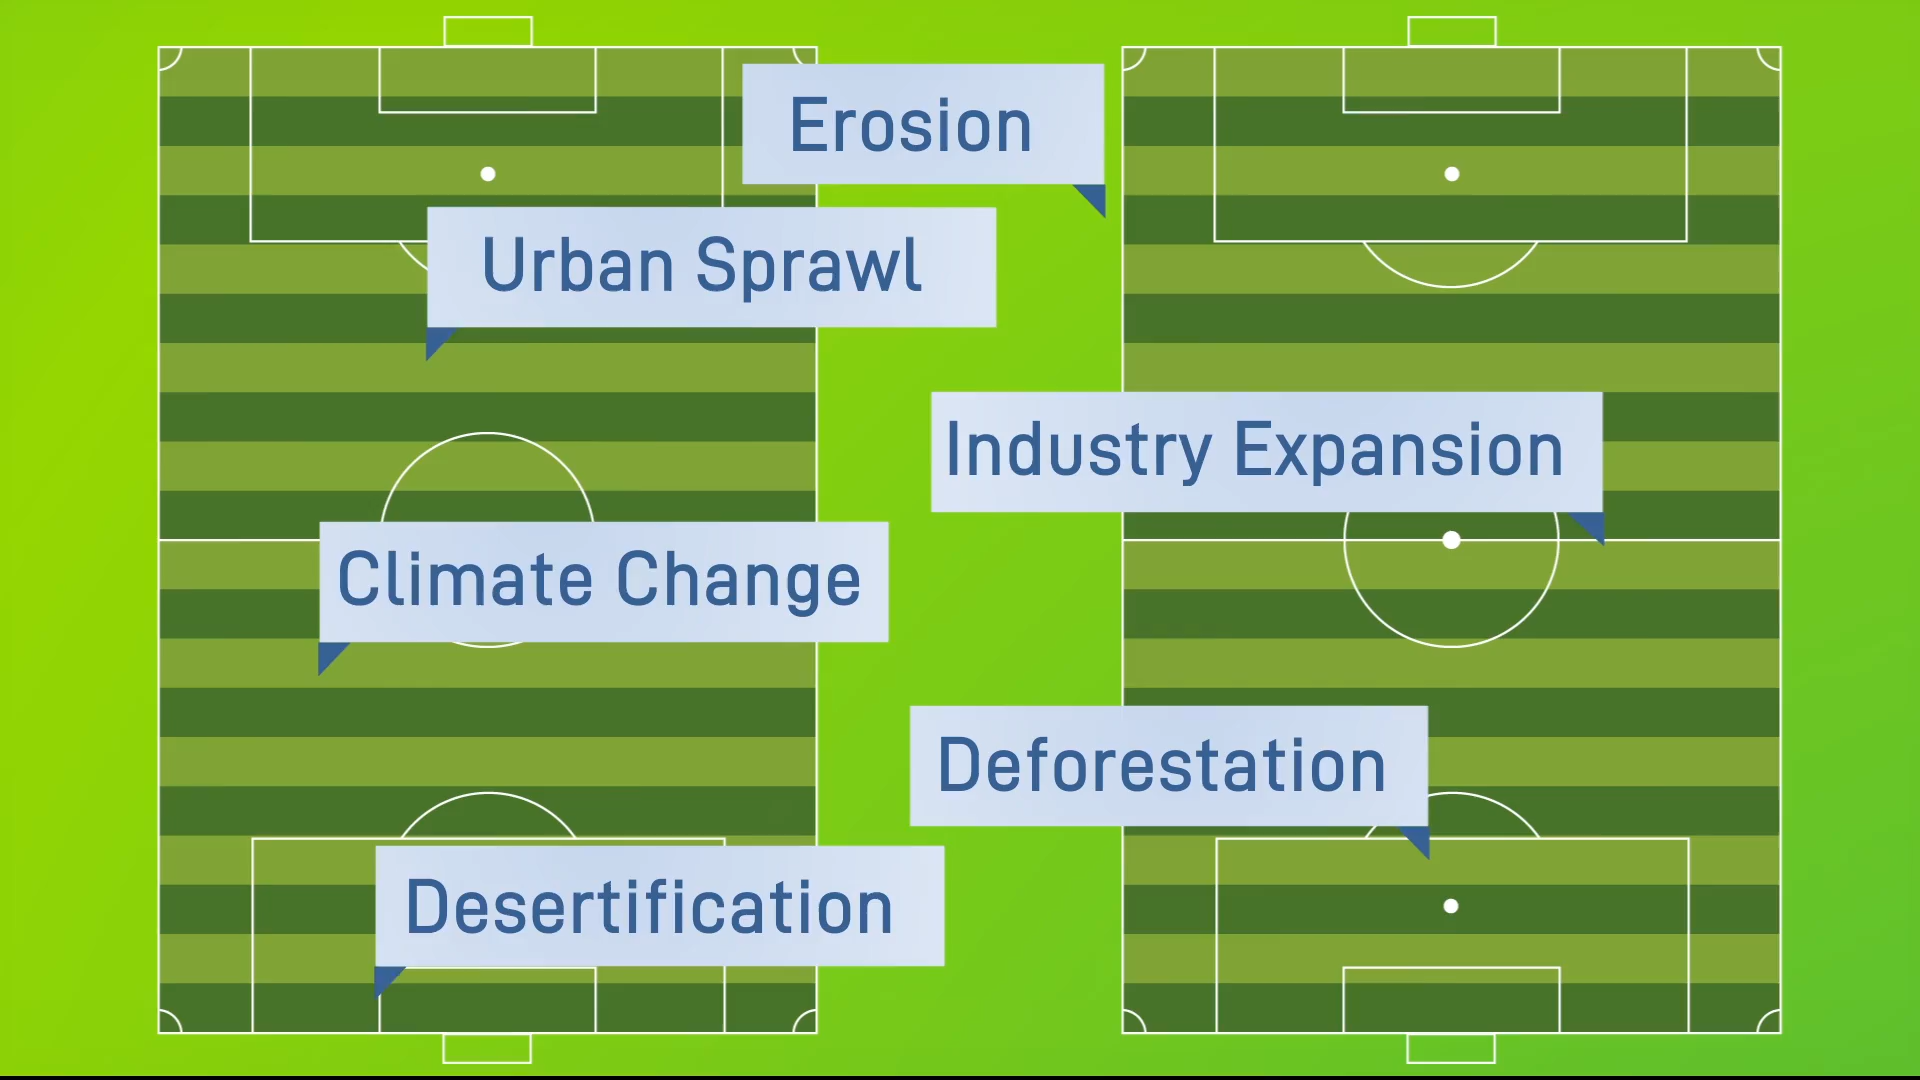 Erosion
Urban Sprawl
Industry Expansion
Climate Change
Deforestation
Desertification